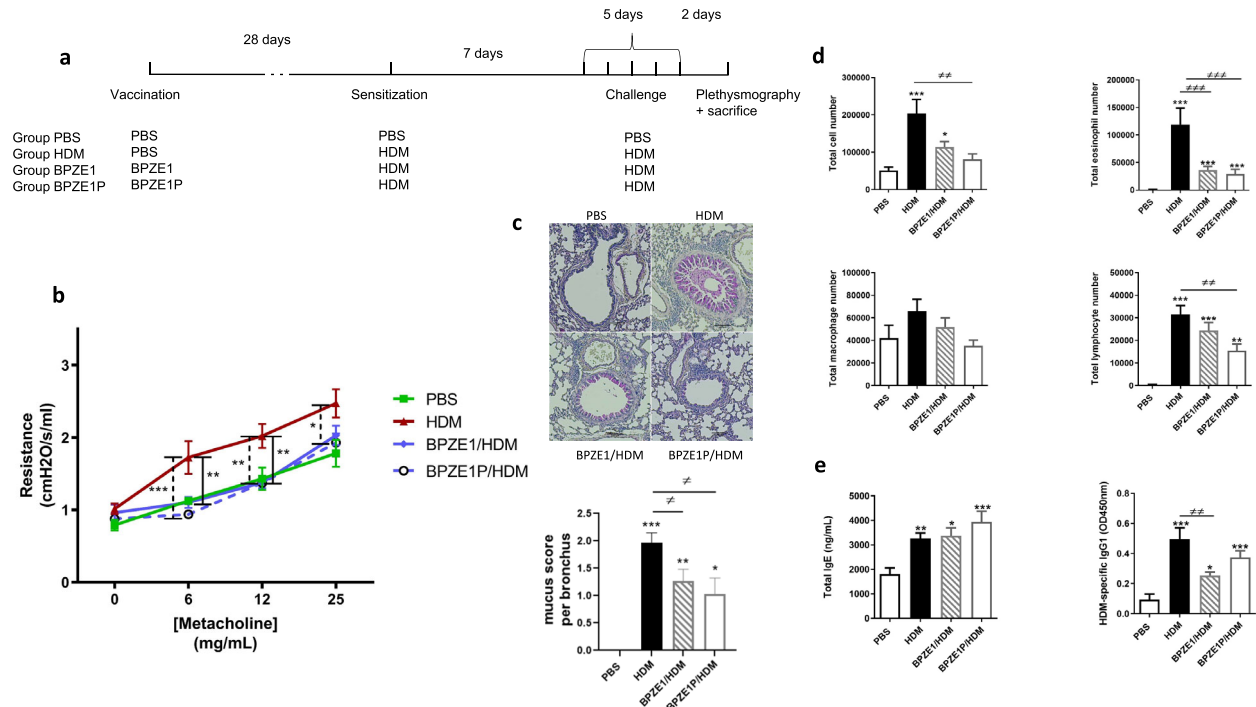 a
28 days
7 days
5 days
2 days
Vaccination
Sensitization
Challenge
Plethysmography
+ sacrifice
Group PBS PBS PBS PBS
Group HDM PBS HDM HDM
Group BPZE1 BPZE1 HDM HDM
Group BPZE1P BPZE1P HDM HDM
b
Resistance
(cmH2O/s/ml)
3
2
1
0
***
**
**
**
*
0 6 12 25
[Metacholine]
(mg/mL)
PBS
HDM
BPZE1/HDM
BPZE1P/HDM
c
PBS HDM
BPZE1/HDM BPZE1P/HDM
mucus score
per bronchus
2.5
2.0
1.5
1.0
0.5
0.0
≠
≠
***
**
*
PBS
HDM
BPZE1/HDM
BPZE1P/HDM
d
Total cell number
300000
200000
100000
0
≠≠
***
*
PBS
HDM
BPZE1/HDM
BPZE1P/HDM
Total eosinophil number
200000
150000
100000
50000
0
≠≠≠
≠≠≠
***
***
***
PBS
HDM
BPZE1/HDM
BPZE1P/HDM
Total macrophage number
100000
80000
60000
40000
20000
0
PBS
HDM
BPZE1/HDM
BPZE1P/HDM
Totel lymphocyte number
50000
40000
30000
20000
10000
0
≠≠
***
***
**
PBS
HDM
BPZE1/HDM
BPZE1P/HDM
e
Total IgE (ng/mL)
5000
4000
3000
2000
1000
0
**
*
***
PBS
HDM
BPZE1/HDM
BPZE1P/HDM
HDM-specific IgG1 (OD450nm)
0.8
0.6
0.4
0.2
0.0
≠≠
***
*
***
PBS
HDM
BPZE1/HDM
BPZE1P/HDM